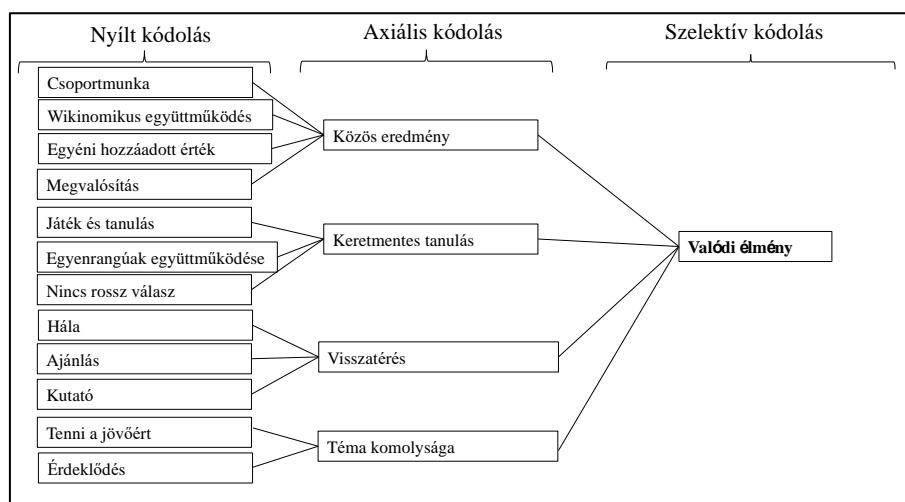 Nyílt kódolás
Axiális kódolás
Szelektív kódolás
Csoportmunka
Wikinomikus együttműködés
Egyéni hozzáadott érték
Megvalósítás
Közös eredmény
Játék és tanulás
Egyenrangúak együttműködése
Nincs rossz válasz
Keretmentes tanulás
Valódi élmény
Hála
Ajánlás
Kutató
Visszatérés
Tenni a jövőért
Érdeklődés
Téma komolysága